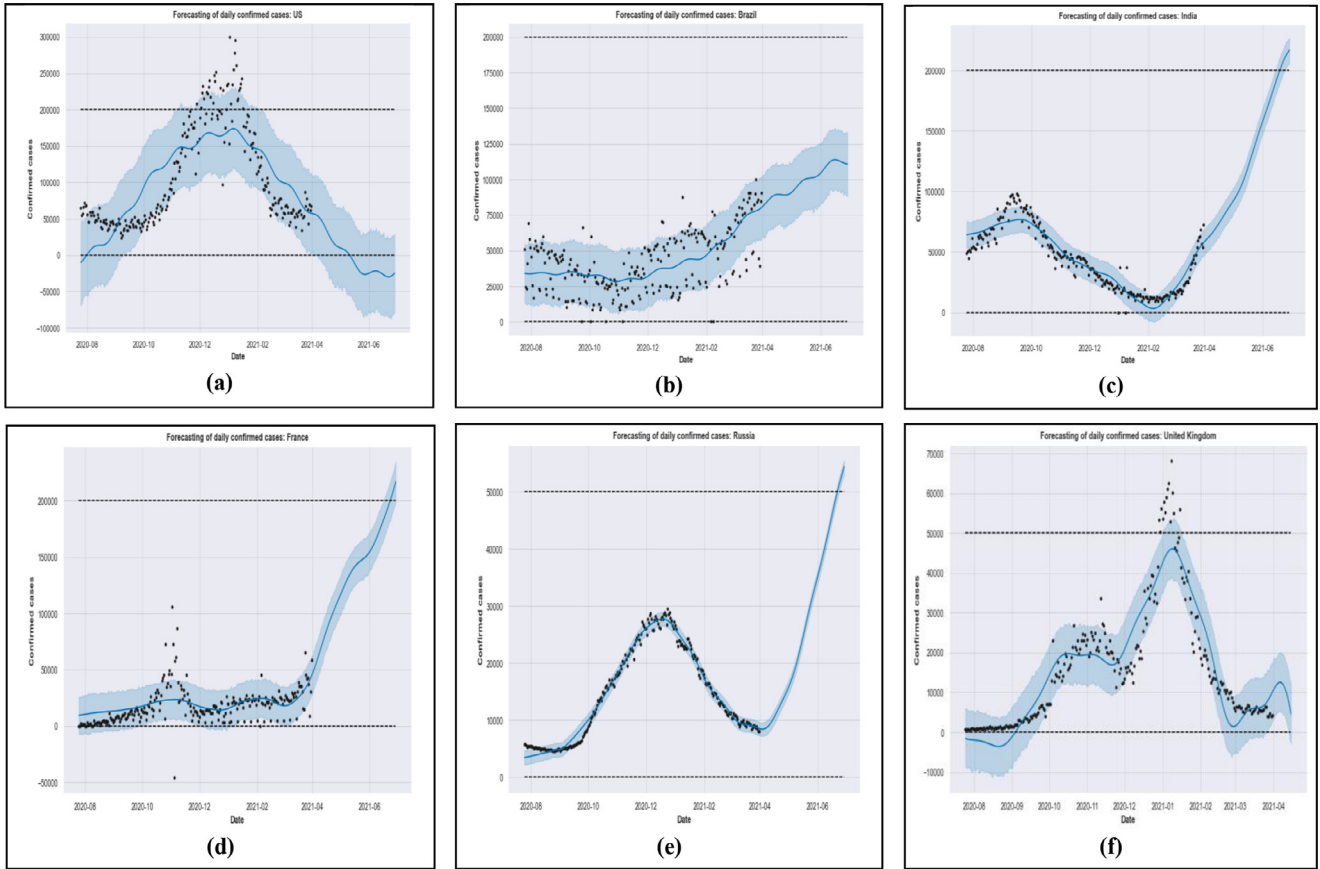 Forecasting of daily confirmed cases: US
Confirmed cases
300000
250000
200000
150000
100000
50000
0
−50000
−100000
2020-08 2020-10 2020-12 2021-02 2021-04 2021-06
Date
(a)
Forecasting of daily confirmed cases: Brazil
Confirmed cases
200000
175000
150000
125000
100000
75000
50000
25000
0
2020-08 2020-10 2020-12 2021-02 2021-04 2021-06
Date
(b)
Forecasting of daily confirmed cases: India
Confirmed cases
200000
150000
100000
50000
0
2020-08 2020-10 2020-12 2021-02 2021-04 2021-06
Date
(c)
Forecasting of daily confirmed cases: France
Confirmed cases
200000
150000
100000
50000
0
−50000
2020-08 2020-10 2020-12 2021-02 2021-04 2021-06
Date
(d)
Forecasting of daily confirmed cases: Russia
Confirmed cases
50000
40000
30000
20000
10000
0
2020-08 2020-10 2020-12 2021-02 2021-04 2021-06
Date
(e)
Forecasting of daily confirmed cases: United Kingdom
Confirmed cases
70000
60000
50000
40000
30000
20000
10000
0
−10000
2020-08 2020-09 2020-10 2020-11 2020-12 2021-01 2021-02 2021-03 2021-04
Date
(f)